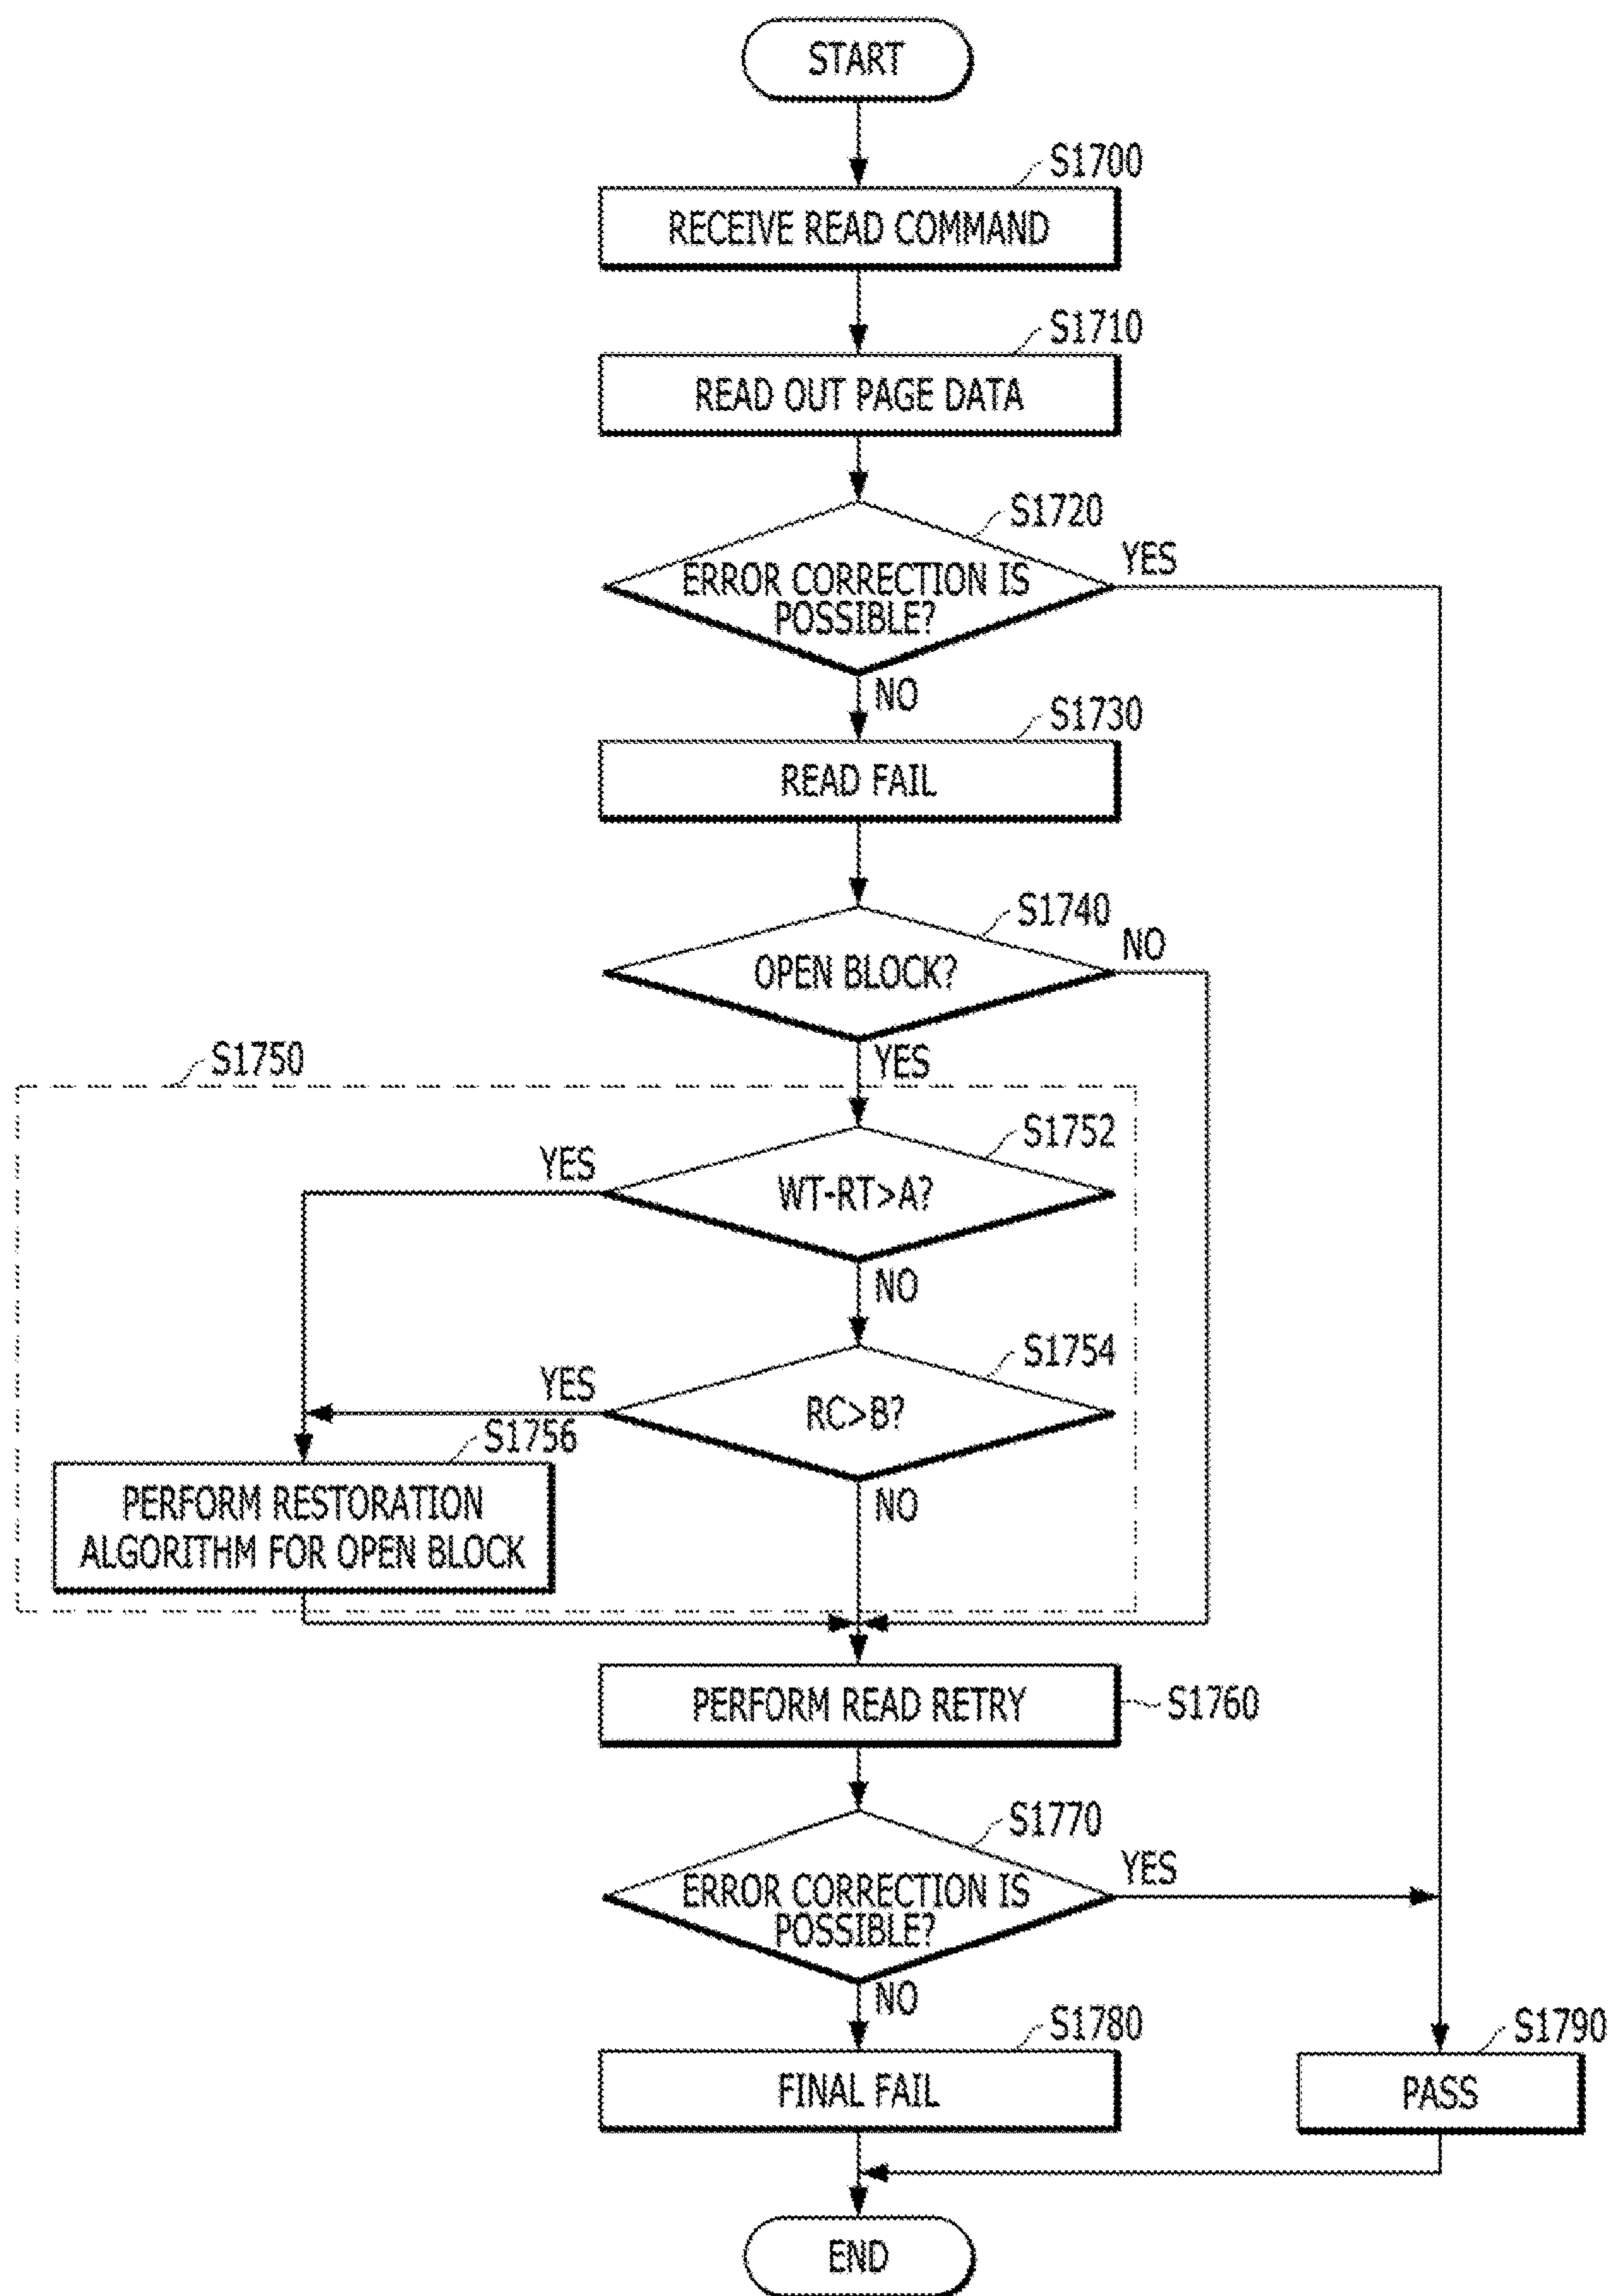 START
S1700
RECEIVE READ COMMAND
S1710
READ OUT PAGE DATA
S1720
ERROR CORRECTION IS
POSSIBLE?
YES
NO
S1730
READ FAIL
S1740
OPEN BLOCK?
NO
YES
S1750
S1752
WT-RT>A?
YES
NO
S1754
RC>B?
YES
NO
S1756
PERFORM RESTORATION
ALGORITHM FOR OPEN BLOCK
PERFORM READ RETRY
S1760
S1770
ERROR CORRECTION IS
POSSIBLE?
YES
NO
S1780
FINAL FAIL
S1790
PASS
END